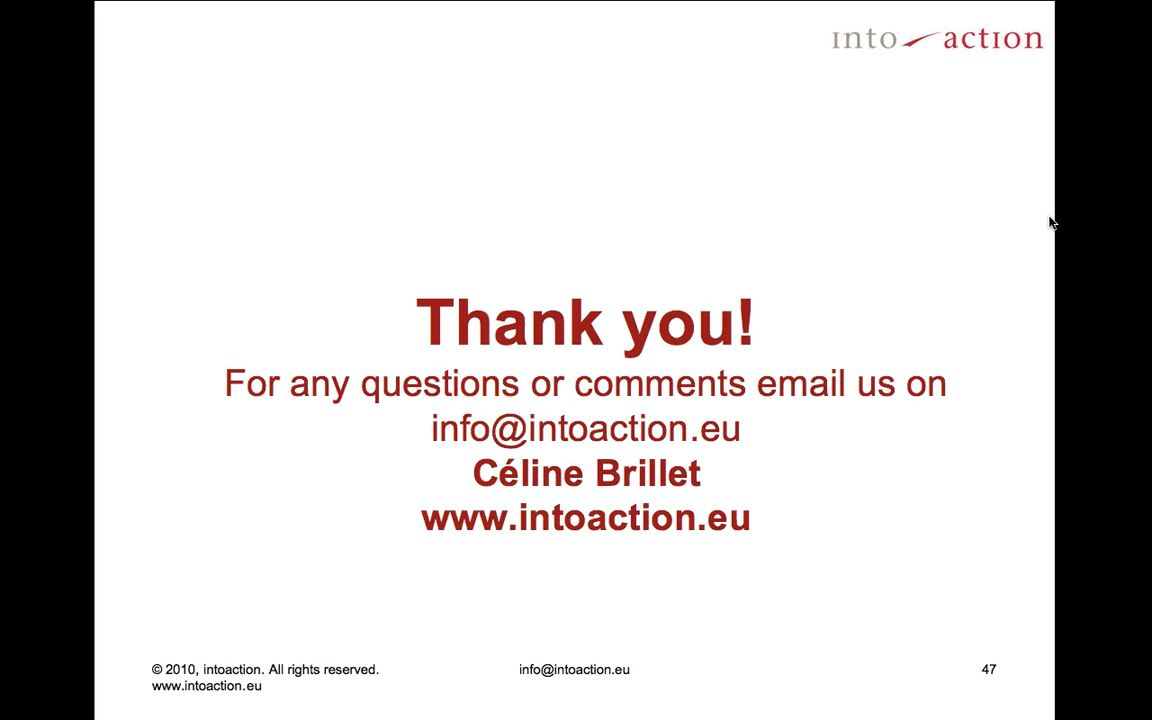 into action
Thank you!
For any questions or comments email us on
info@intoaction.eu
Céline Brillet
www.intoaction.eu
© 2010, intoaction. All rights reserved.
www.intoaction.eu
info@intoaction.eu
47